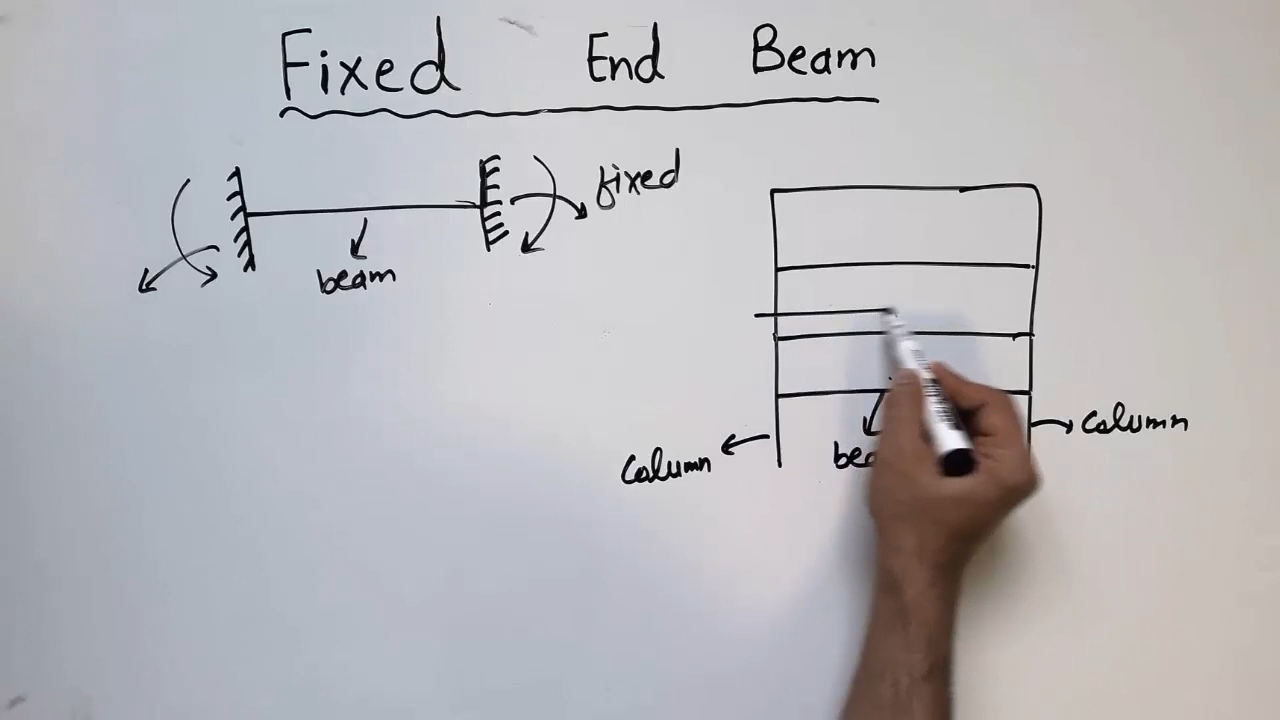 Fixed End Beam
fixed
beam
column
column